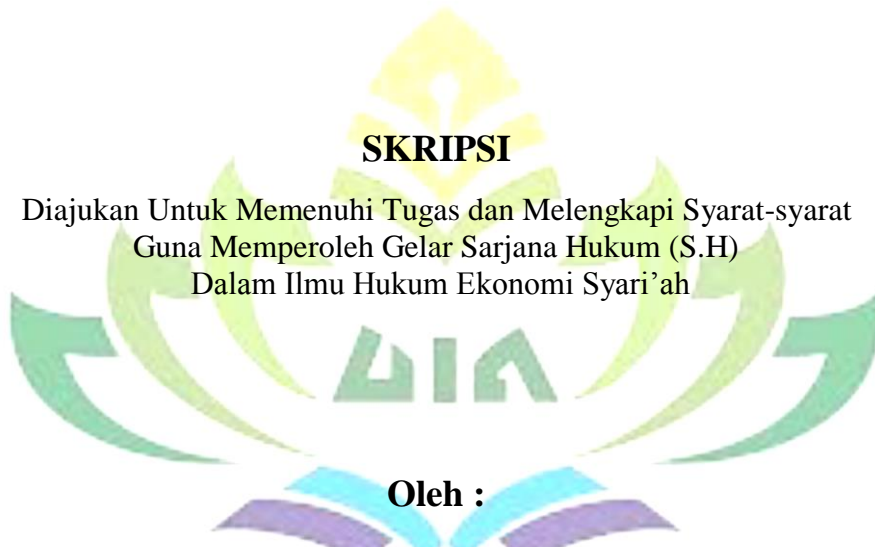 SKRIPSI
Diajukan Untuk Memenuhi Tugas dan Melengkapi Syarat-syarat
Guna Memperoleh Gelar Sarjana Hukum (S.H)
Dalam Ilmu Hukum Ekonomi Syari’ah
UIN
Oleh :